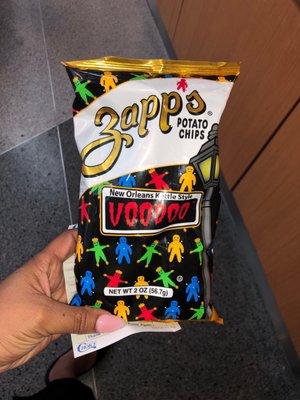 Zapp's
POTATO
CHIPS
®
New Orleans Kettle Style
VOODOO
NET WT 2 OZ (56.7g)